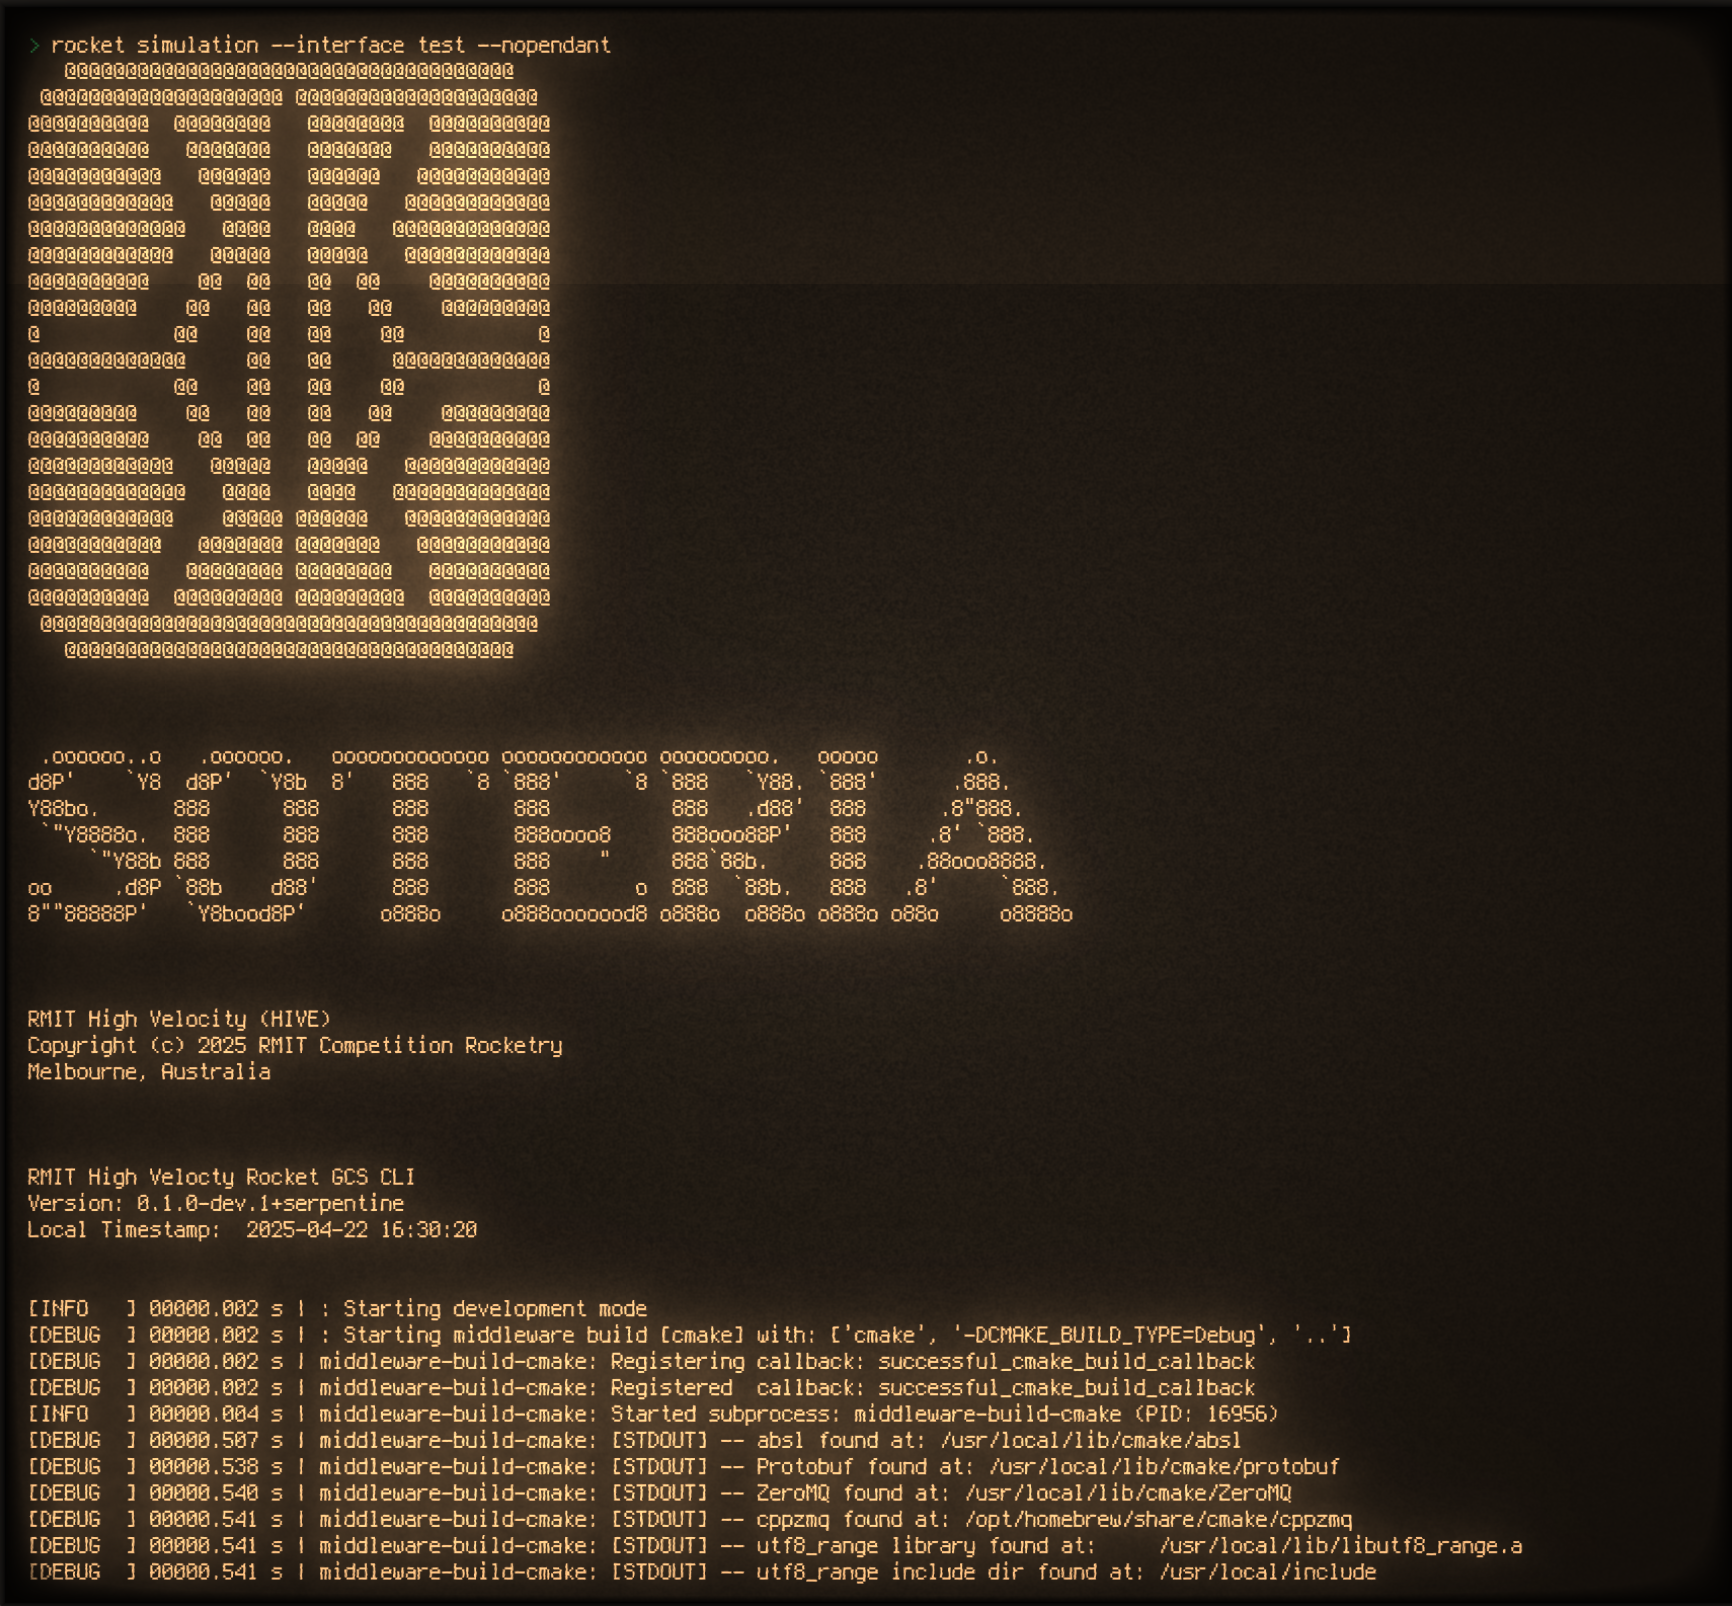 > rocket simulation --interface test --nopendant
SOTERIA
RMIT High Velocity (HIVE)
Copyright (c) 2025 RMIT Competition Rocketry
Melbourne, Australia
RMIT High Velocty Rocket GCS CLI
Version: 0.1.0-dev.1+serpentine
Local Timestamp:  2025-04-22 16:30:20
[INFO   ] 00000.002 s | : Starting development mode
[DEBUG  ] 00000.002 s | : Starting middleware build [cmake] with: ['cmake', '-DCMAKE_BUILD_TYPE=Debug', '..']
[DEBUG  ] 00000.002 s | middleware-build-cmake: Registering callback: successful_cmake_build_callback
[DEBUG  ] 00000.002 s | middleware-build-cmake: Registered  callback: successful_cmake_build_callback
[INFO   ] 00000.004 s | middleware-build-cmake: Started subprocess: middleware-build-cmake (PID: 16956)
[DEBUG  ] 00000.507 s | middleware-build-cmake: [STDOUT] -- absl found at: /usr/local/lib/cmake/absl
[DEBUG  ] 00000.538 s | middleware-build-cmake: [STDOUT] -- Protobuf found at: /usr/local/lib/cmake/protobuf
[DEBUG  ] 00000.540 s | middleware-build-cmake: [STDOUT] -- ZeroMQ found at: /usr/local/lib/cmake/ZeroMQ
[DEBUG  ] 00000.541 s | middleware-build-cmake: [STDOUT] -- cppzmq found at: /opt/homebrew/share/cmake/cppzmq
[DEBUG  ] 00000.541 s | middleware-build-cmake: [STDOUT] -- utf8_range library found at:     /usr/local/lib/libutf8_range.a
[DEBUG  ] 00000.541 s | middleware-build-cmake: [STDOUT] -- utf8_range include dir found at: /usr/local/include